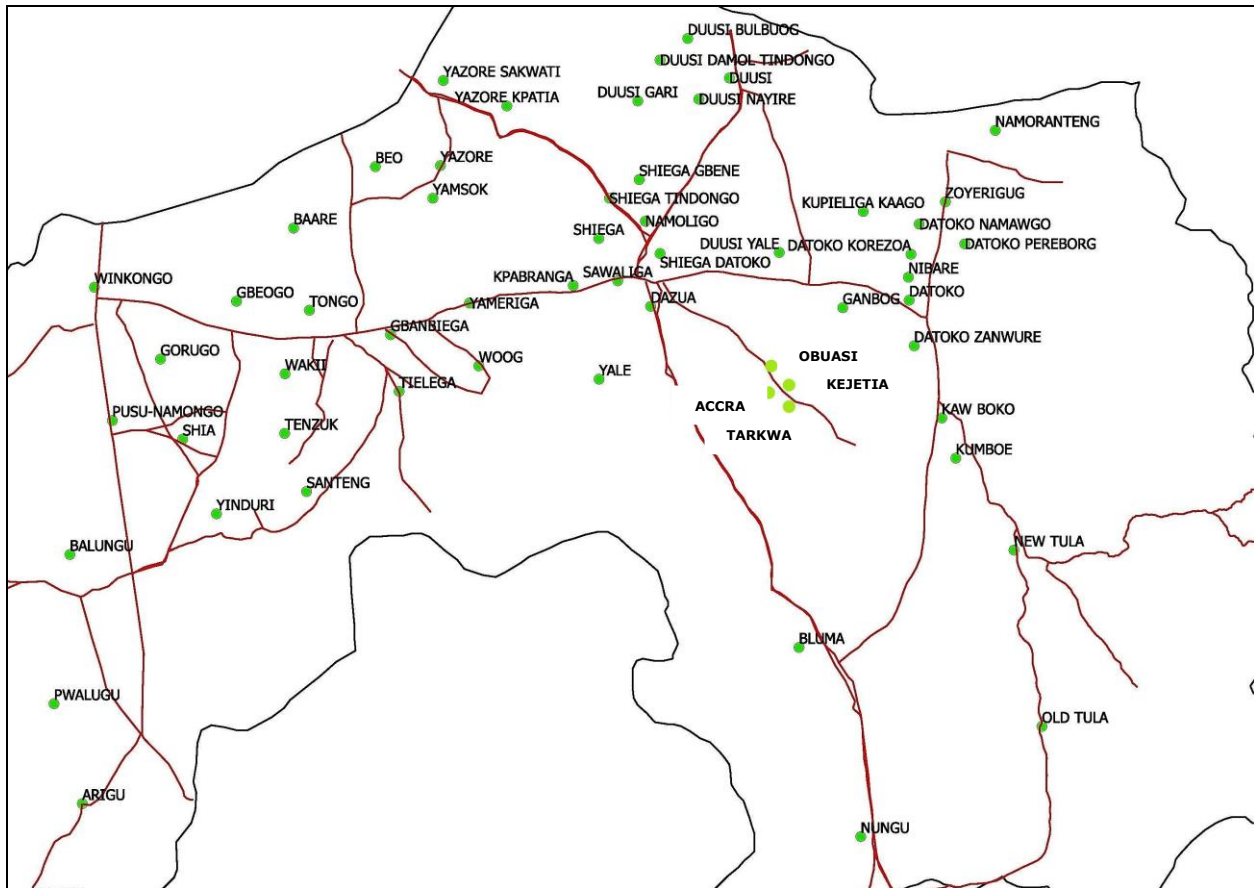 DUUSI BULBUOG
DUUSI DAMOL TINDONGO
YAZORE SAKWATI
DUUSI
YAZORE KPATIA
DUUSI GARI
DUUSI NAYIRE
NAMORANTENG
BEO
YAZORE
SHIEGA GBENE
YAMSOK
SHIEGA TINDONGO
KUPIELIGA KAAGO
ZOYERIGUG
BAARE
NAMOLIGO
DATOKO NAMAWGO
SHIEGA
DUUSI YALE
DATOKO KOREZOA
DATOKO PEREBORG
SHIEGA DATOKO
WINKONGO
KPABRANGA
SAWALIGA
NIBARE
GBEOGO
TONGO
YAMERIGA
DAZUA
GANBOG
DATOKO
GBANBIEGA
DATOKO ZANWURE
GORUGO
WAKII
WOOG
YALE
OBUASI
TIELEGA
KEJETIA
PUSU-NAMONGO
ACCRA
KAW BOKO
SHIA
TENZUK
TARKWA
KUMBOE
SANTENG
YINDURI
BALUNGU
NEW TULA
BLUMA
PWALUGU
OLD TULA
ARIGU
NUNGU